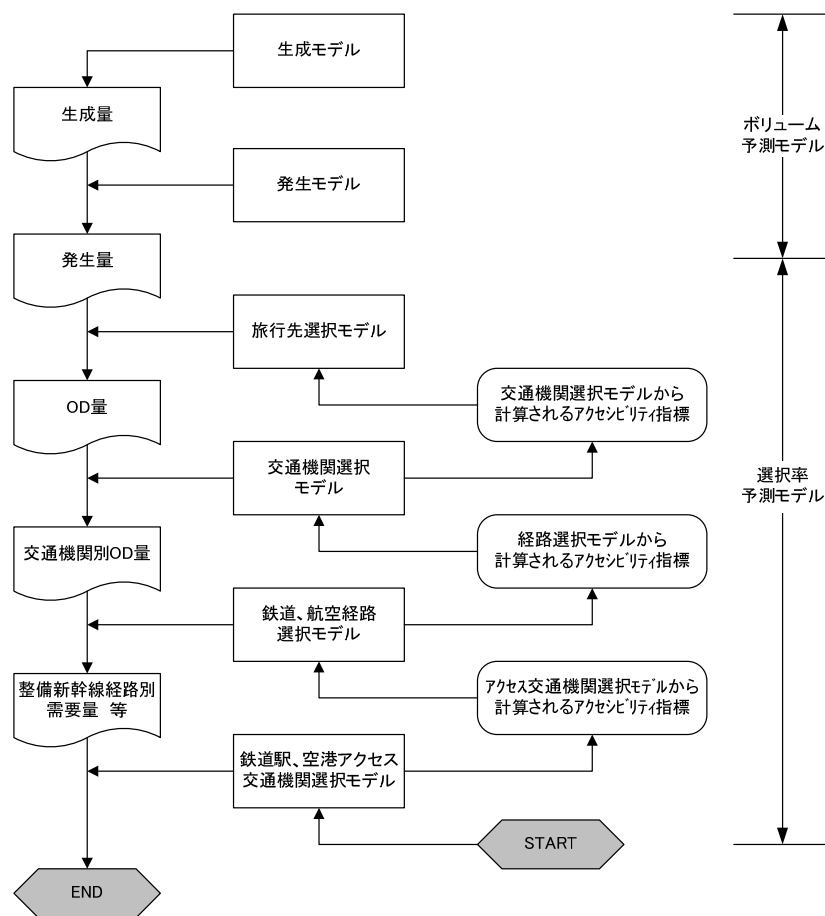 生成モデル
生成量
ボリューム
予測モデル
発生モデル
発生量
旅行先選択モデル
OD量
交通機関選択モデルから
計算されるアクセシビリティ指標
交通機関選択
モデル
選択率
予測モデル
交通機関別OD量
経路選択モデルから
計算されるアクセシビリティ指標
鉄道、航空経路
選択モデル
整備新幹線経路別
需要量 等
アクセス交通機関選択モデルから
計算されるアクセシビリティ指標
鉄道駅、空港アクセス
交通機関選択モデル
START
END